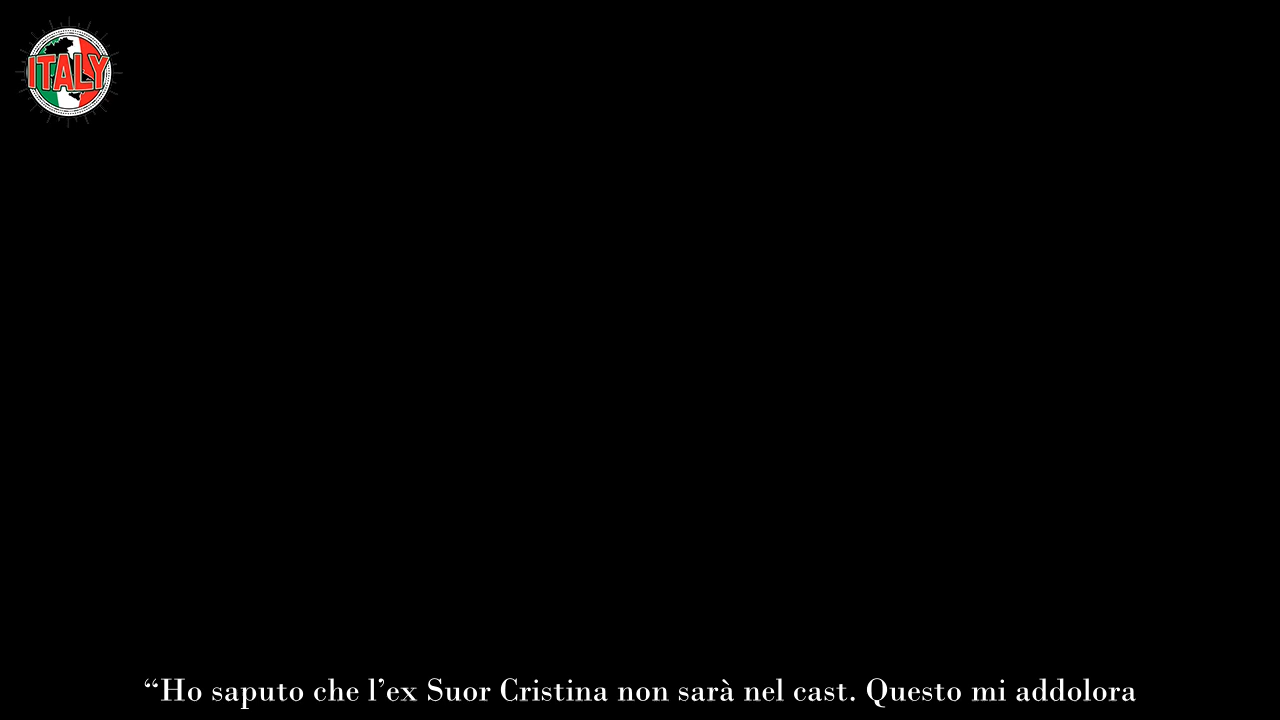 ITALY
“Ho saputo che l’ex Suor Cristina non sarà nel cast. Questo mi addolora